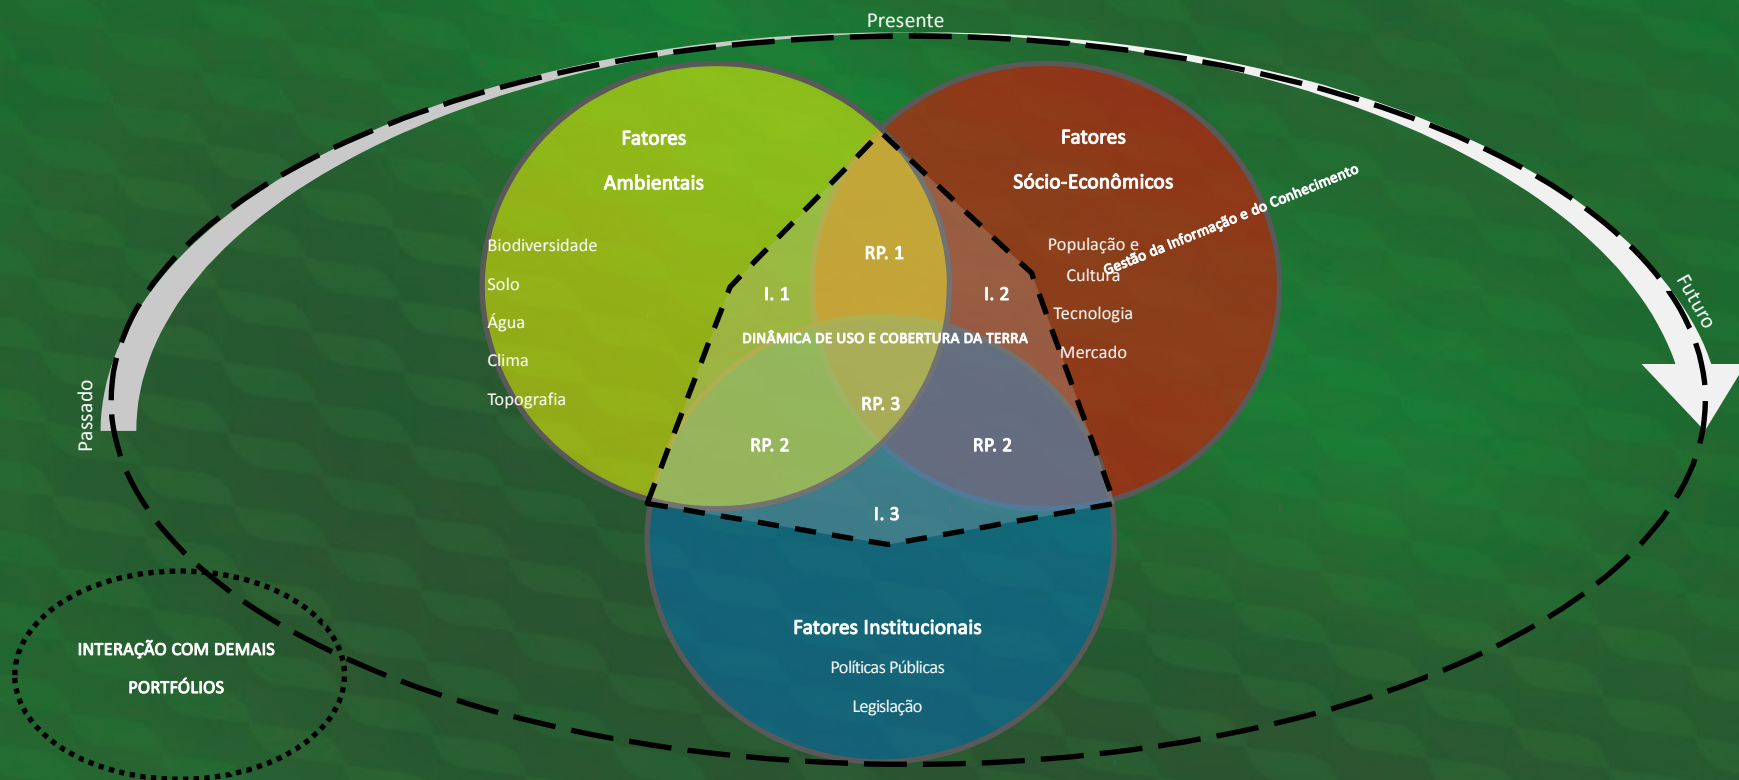 Presente
Fatores
Ambientais
Biodiversidade
Solo
Água
Clima
Topografia
Fatores
Sócio-Econômicos
População e
Cultura
Tecnologia
Mercado
Gestão da Informação e do Conhecimento
Passado
Futuro
RP. 1
I. 1
I. 2
DINÂMICA DE USO E COBERTURA DA TERRA
RP. 3
RP. 2
RP. 2
I. 3
Fatores Institucionais
Políticas Públicas
Legislação
INTERAÇÃO COM DEMAIS
PORTFÓLIOS